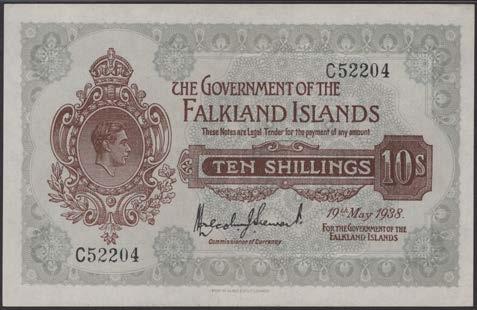 C52204
THE GOVERNMENT OF THE
FALKLAND ISLANDS
These Notes are Legal Tender for the payment of any amount
TEN SHILLINGS 10s
19th May 1938.
Commissioner of Currency
FOR THE GOVERNMENT OF THE
FALKLAND ISLANDS
C52204